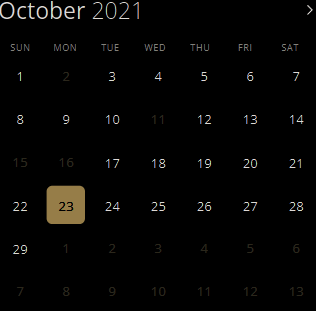 October 2021
SUN MON TUE WED THU FRI SAT
1 2 3 4 5 6 7
8 9 10 11 12 13 14
15 16 17 18 19 20 21
22 23 24 25 26 27 28
29 1 2 3 4 5 6
7 8 9 10 11 12 13